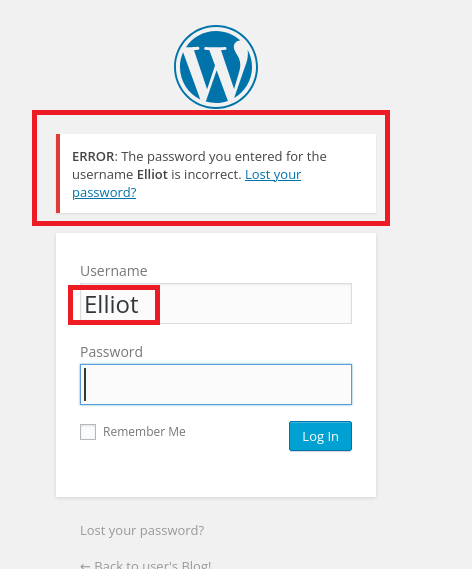 ERROR: The password you entered for the
username Elliot is incorrect. Lost your
password?
Username
Elliot
Password
Remember Me
Log In
Lost your password?
← Back to user's Blog!